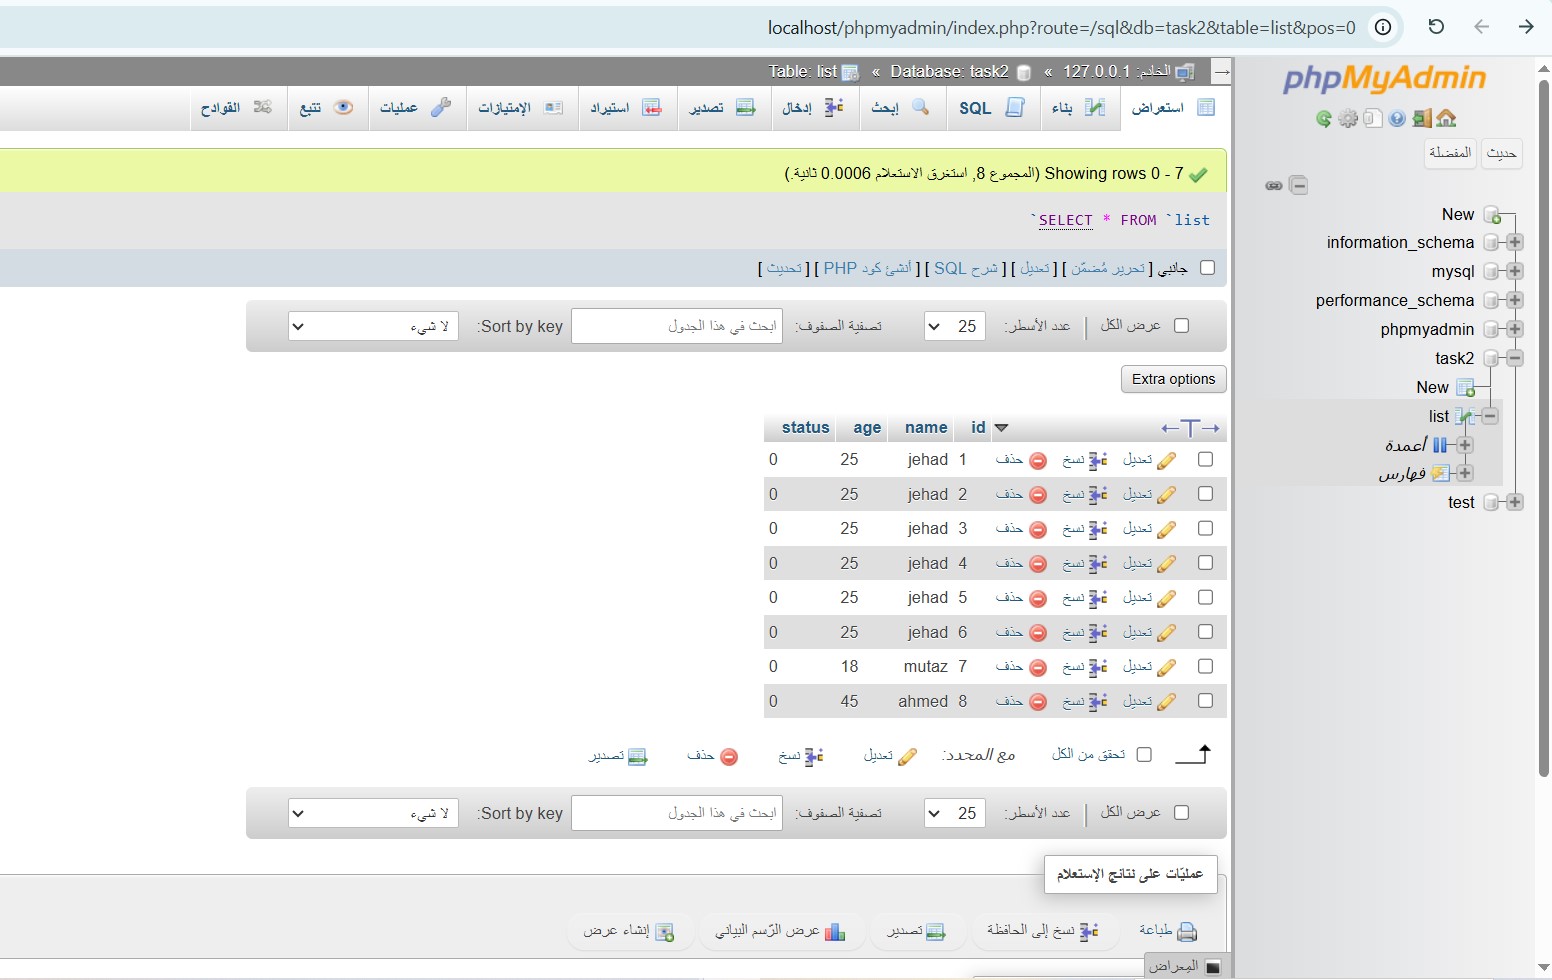 localhost/phpmyadmin/index.php?route=/sql&db=task2&table=list&pos=0
phpMyAdmin
حديث المفضلة
New
information_schema
mysql
performance_schema
phpmyadmin
task2
New
list
أعمدة
فهارس
test
الخادم: 127.0.0.1 » Database: task2 » Table: list
استعراض بناء SQL إبحث إدخال تصدير استيراد الإمتيازات عمليات تتبع القوادح
Showing rows 0 - 7 (المجموع 8, استغرق الاستعلام 0.0006 ثانية.)
`SELECT * FROM `list
جانبي [ تحرير مُضمّن ] [ تعديل ] [ شرح SQL ] [ أنشئ كود PHP ] [ تحديث ]
عرض الكل | عدد الأسطر: 25 تصفية الصفوف: ابحث في هذا الجدول Sort by key: لا شيء
Extra options
←T→ id name age status
تعديل نسخ حذف 1 jehad 25 0
تعديل نسخ حذف 2 jehad 25 0
تعديل نسخ حذف 3 jehad 25 0
تعديل نسخ حذف 4 jehad 25 0
تعديل نسخ حذف 5 jehad 25 0
تعديل نسخ حذف 6 jehad 25 0
تعديل نسخ حذف 7 mutaz 18 0
تعديل نسخ حذف 8 ahmed 45 0
تحقق من الكل مع المحدد: تعديل نسخ حذف تصدير
عرض الكل | عدد الأسطر: 25 تصفية الصفوف: ابحث في هذا الجدول Sort by key: لا شيء
عمليّات على نتائج الإستعلام
طباعة نسخ إلى الحافظة تصدير عرض الرّسم البياني إنشاء عرض
المِعراض